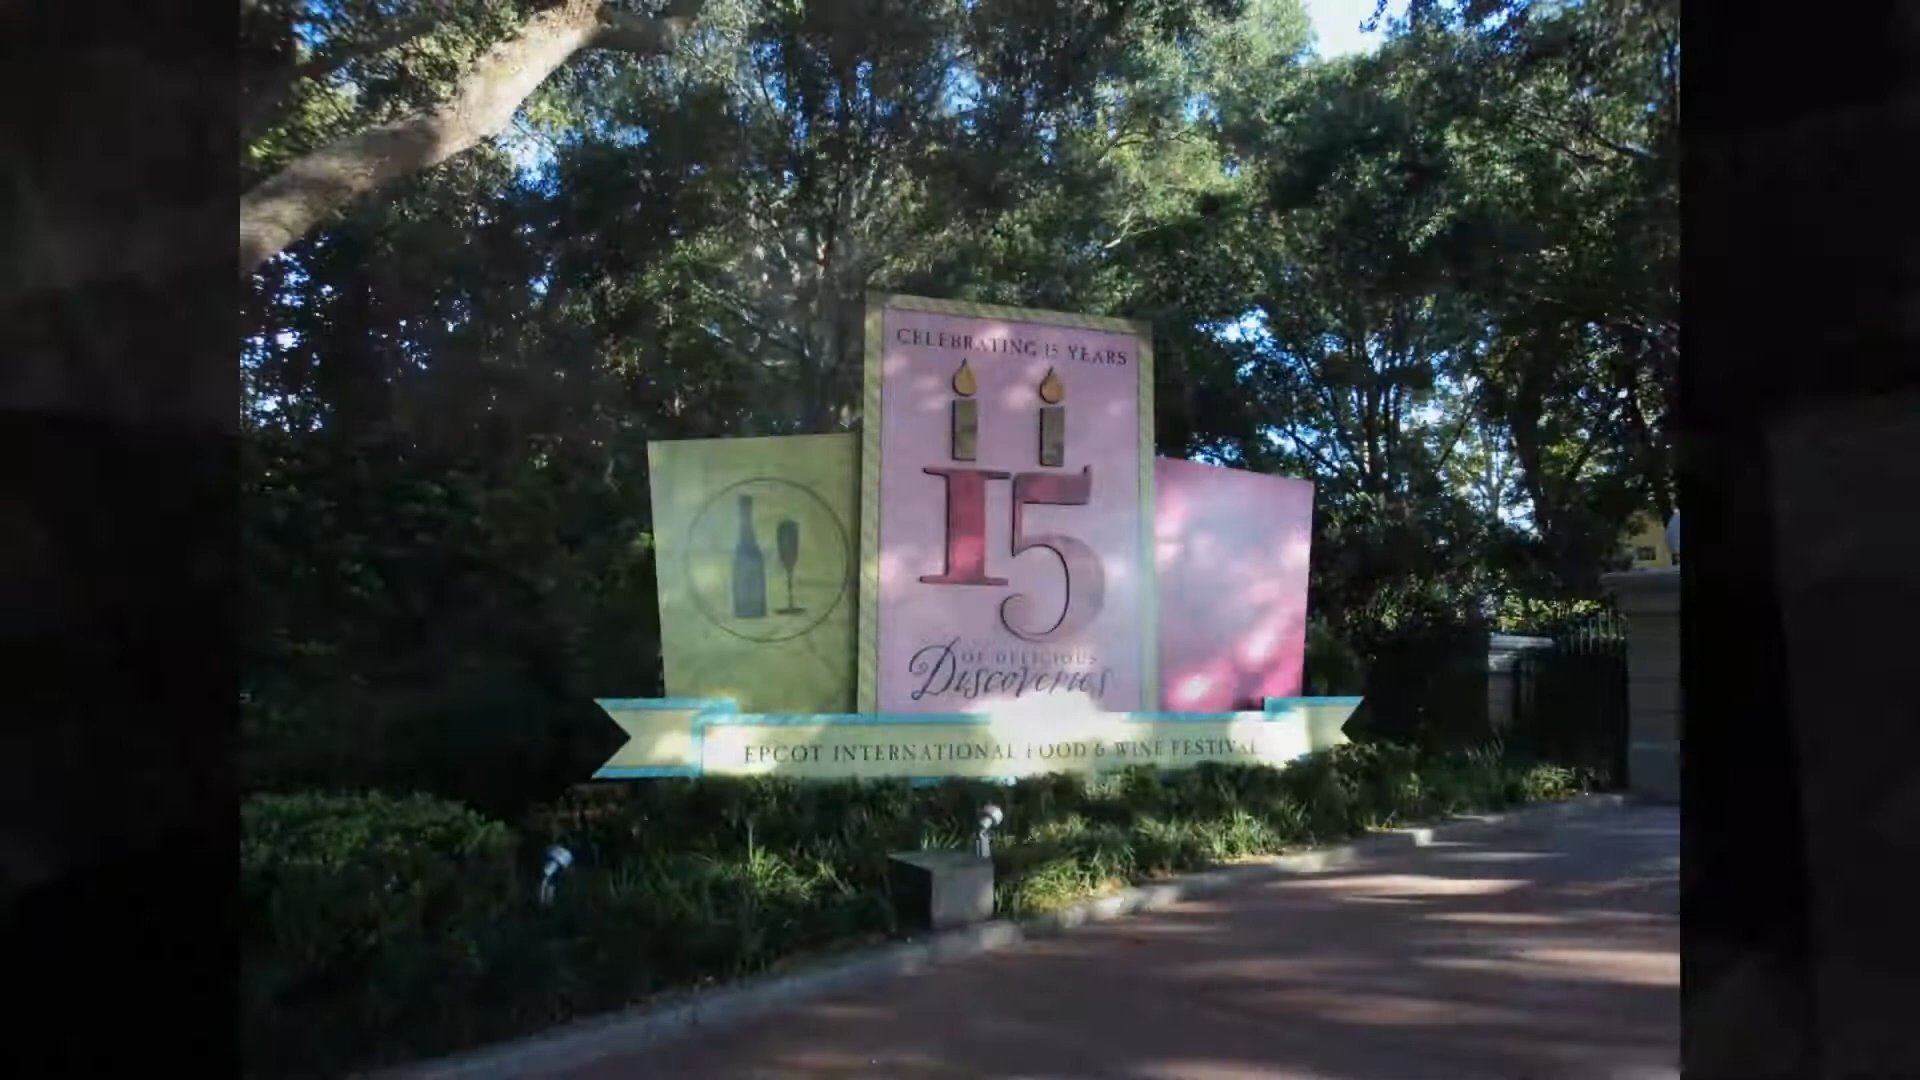 CELEBRATING 15 YEARS
15
OF DELICIOUS
Discoveries
EPCOT INTERNATIONAL FOOD & WINE FESTIVAL